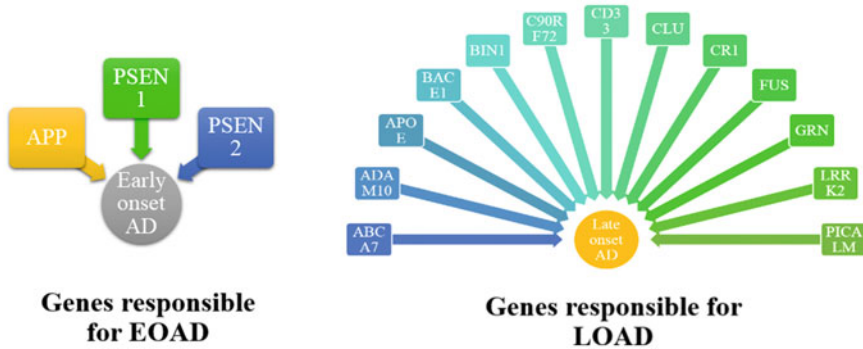 PSEN
1
APP
PSEN
2
Early
onset
AD
Genes responsible
for EOAD
ABC
A7
ADA
M10
APO
E
BAC
E1
BIN1
C90R
F72
CD3
3
CLU
CR1
FUS
GRN
LRR
K2
PICA
LM
Late
onset
AD
Genes responsible for
LOAD